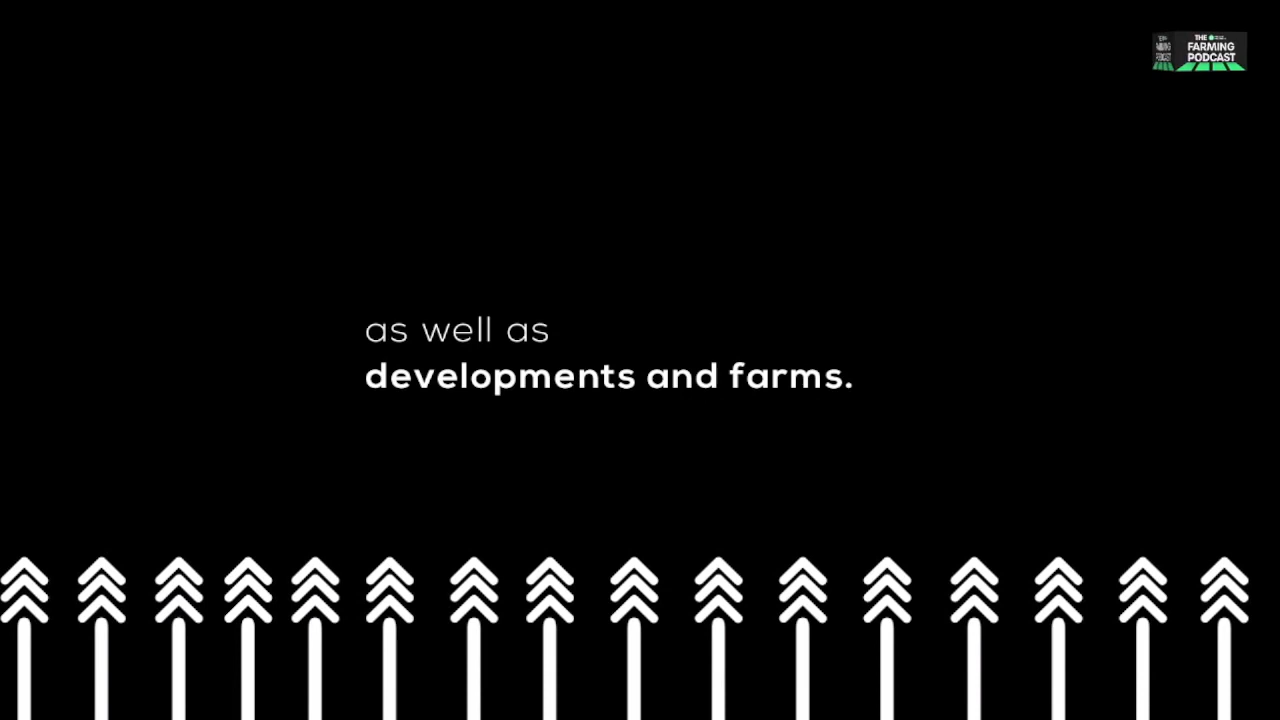 THE
FARMING
PODCAST
as well as
developments and farms.